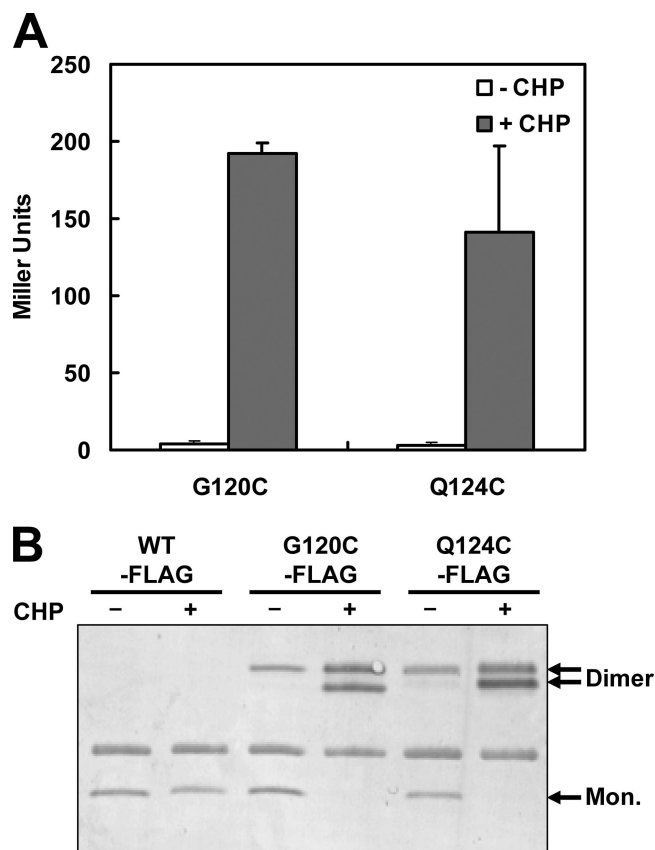 A
250
200
150
100
50
0
Miller Units
- CHP
+ CHP
G120C
Q124C
B
WT
-FLAG
G120C
-FLAG
Q124C
-FLAG
CHP
– + – + – +
Dimer
Mon.